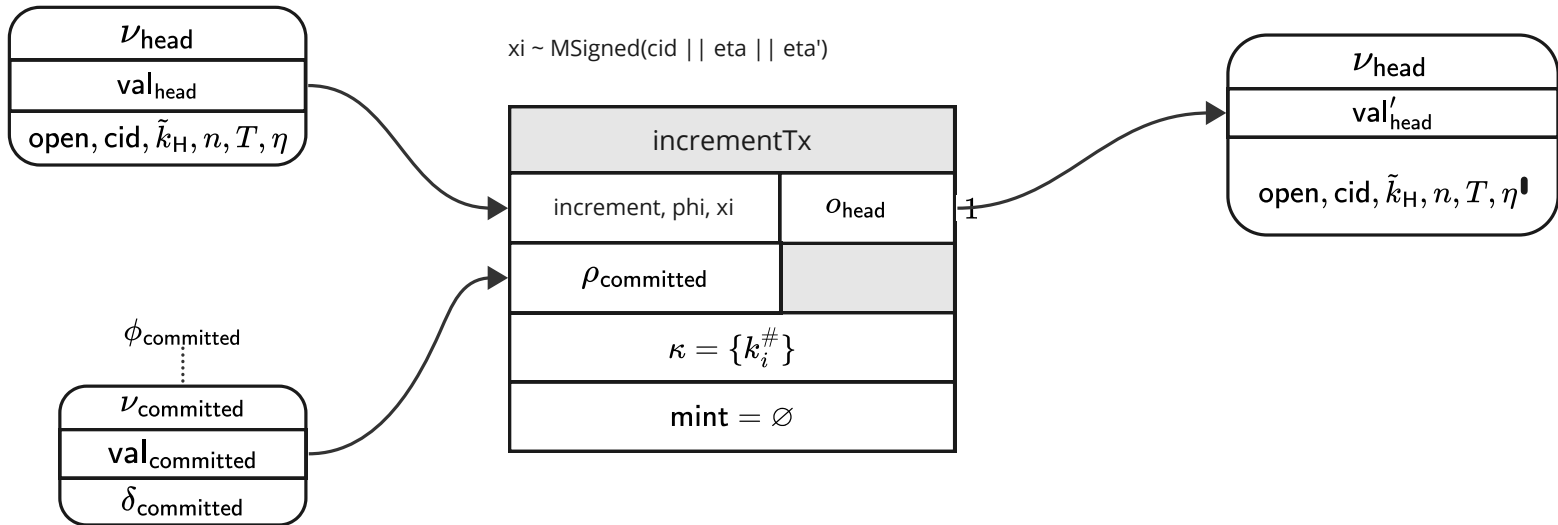 ν_head
val_head
open, cid, k̃_H, n, T, η
xi ~ MSigned(cid || eta || eta')
incrementTx
increment, phi, xi
o_head
1
ρ_committed
κ = {k_i^#}
mint = ∅
φ_committed
ν_committed
val_committed
δ_committed
ν_head
val′_head
open, cid, k̃_H, n, T, η'